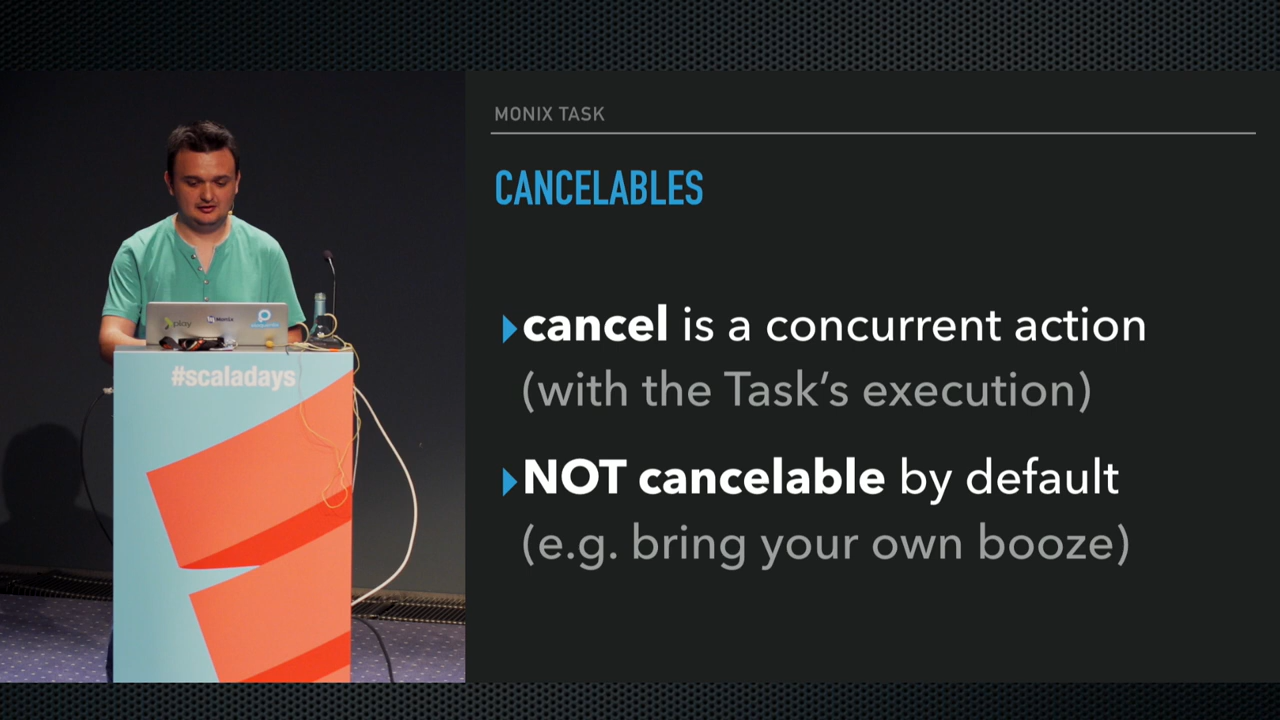 MONIX TASK
CANCELABLES
cancel is a concurrent action
(with the Task’s execution)
NOT cancelable by default
(e.g. bring your own booze)
play
monix
#scaladays